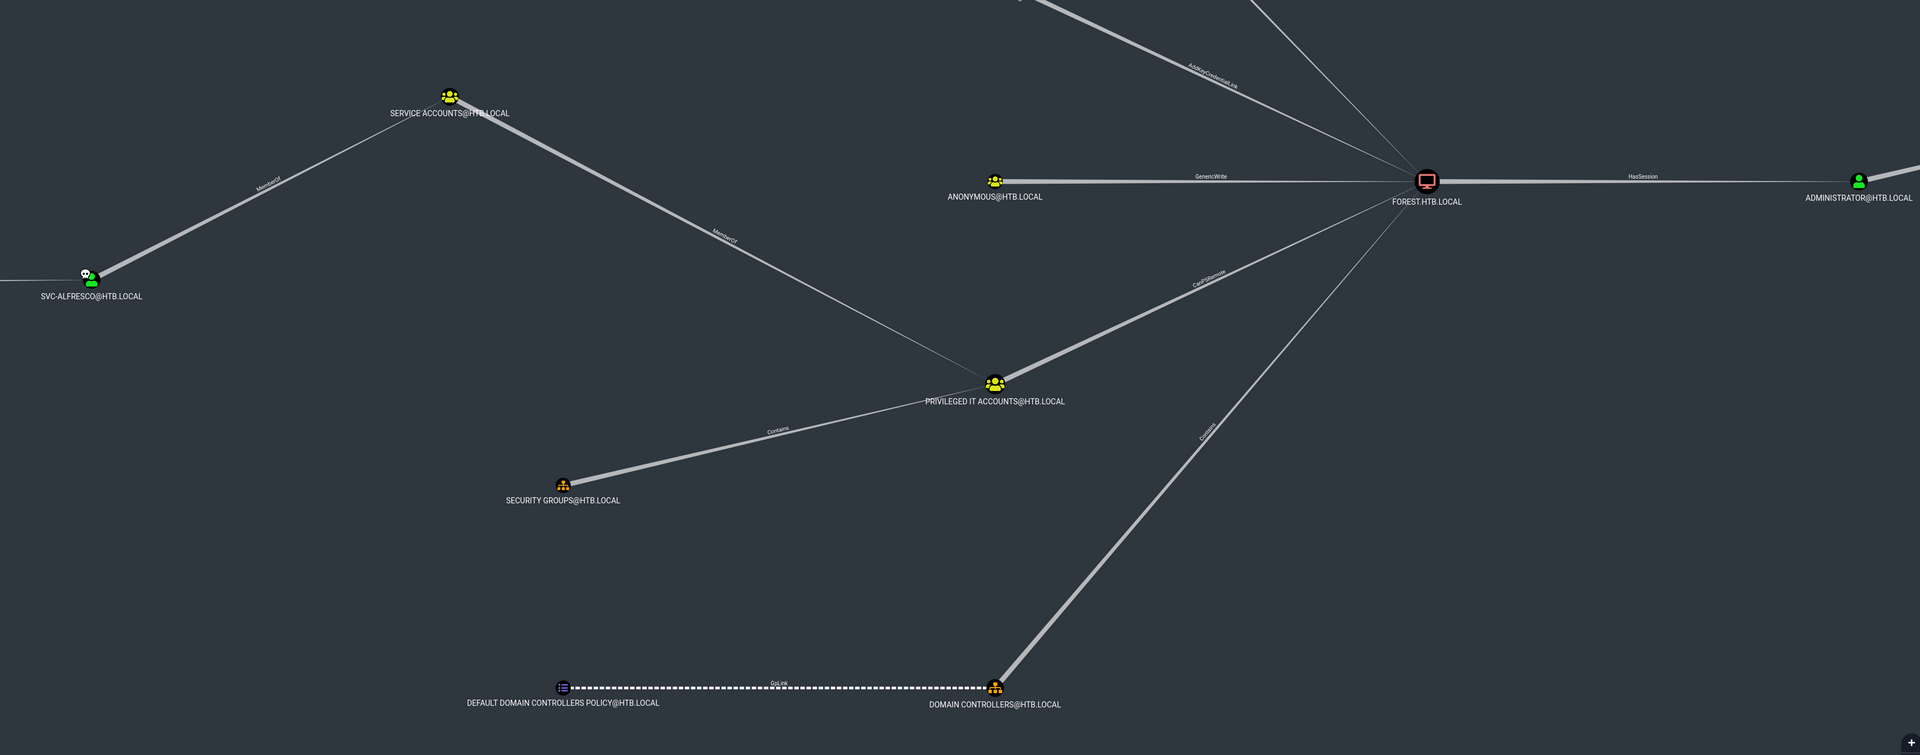 AddKeyCredentialLink
SERVICE ACCOUNTS@HTB.LOCAL
GenericWrite
HasSession
MemberOf
ANONYMOUS@HTB.LOCAL
FOREST.HTB.LOCAL
ADMINISTRATOR@HTB.LOCAL
MemberOf
CanPSRemote
SVC-ALFRESCO@HTB.LOCAL
PRIVILEGED IT ACCOUNTS@HTB.LOCAL
Contains
Contains
SECURITY GROUPS@HTB.LOCAL
GpLink
DEFAULT DOMAIN CONTROLLERS POLICY@HTB.LOCAL
DOMAIN CONTROLLERS@HTB.LOCAL